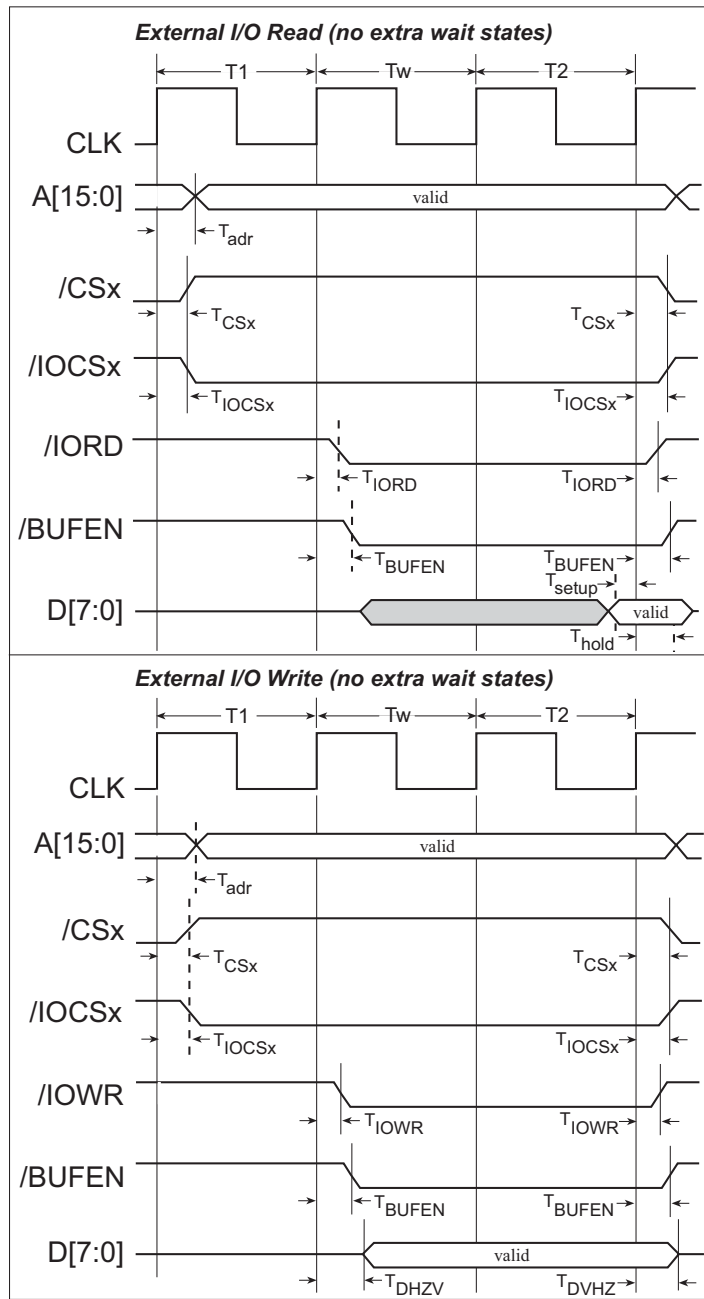 External I/O Read (no extra wait states)
T1 Tw T2
CLK
A[15:0] valid
Tadr
/CSx
TCSx TCSx
/IOCSx
TIOCSx TIOCSx
/IORD
TIORD TIORD
/BUFEN
TBUFEN TBUFEN
Tsetup
D[7:0] valid
Thold
External I/O Write (no extra wait states)
T1 Tw T2
CLK
A[15:0] valid
Tadr
/CSx
TCSx TCSx
/IOCSx
TIOCSx TIOCSx
/IOWR
TIOWR TIOWR
/BUFEN
TBUFEN TBUFEN
D[7:0] valid
TDHZV TDVHZ